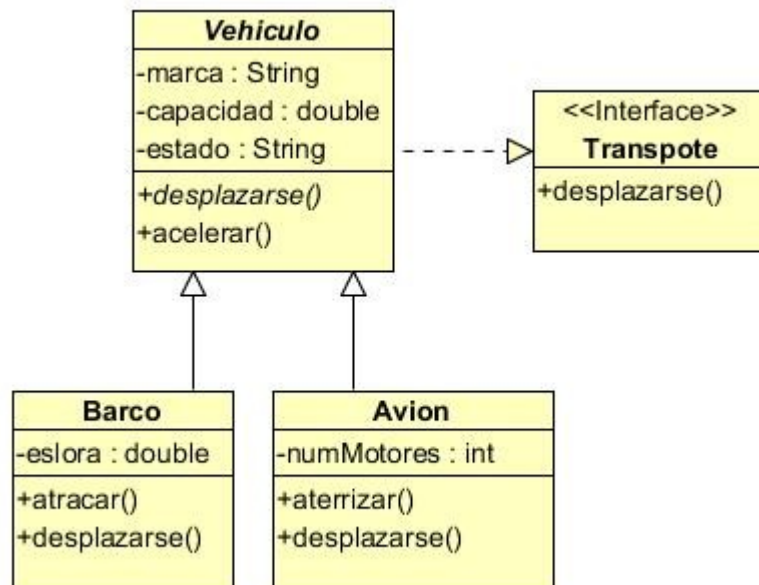 Vehiculo
-marca : String
-capacidad : double
-estado : String
+desplazarse()
+acelerar()
<<Interface>>
Transpote
+desplazarse()
Barco
-eslora : double
+atracar()
+desplazarse()
Avion
-numMotores : int
+aterrizar()
+desplazarse()